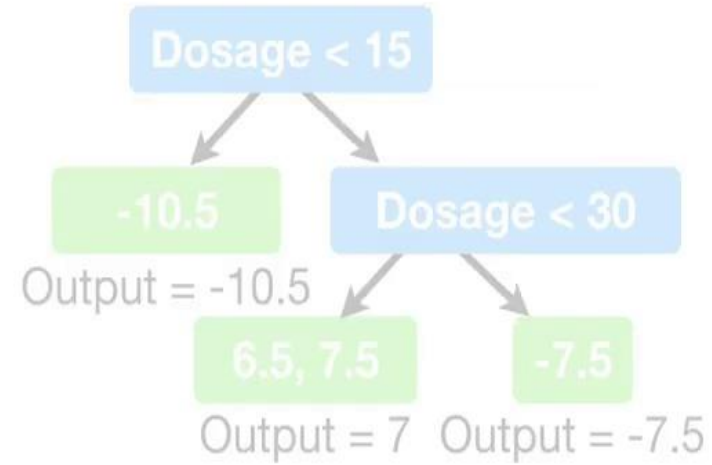 Dosage < 15
-10.5
Dosage < 30
Output = -10.5
6.5, 7.5
-7.5
Output = 7
Output = -7.5